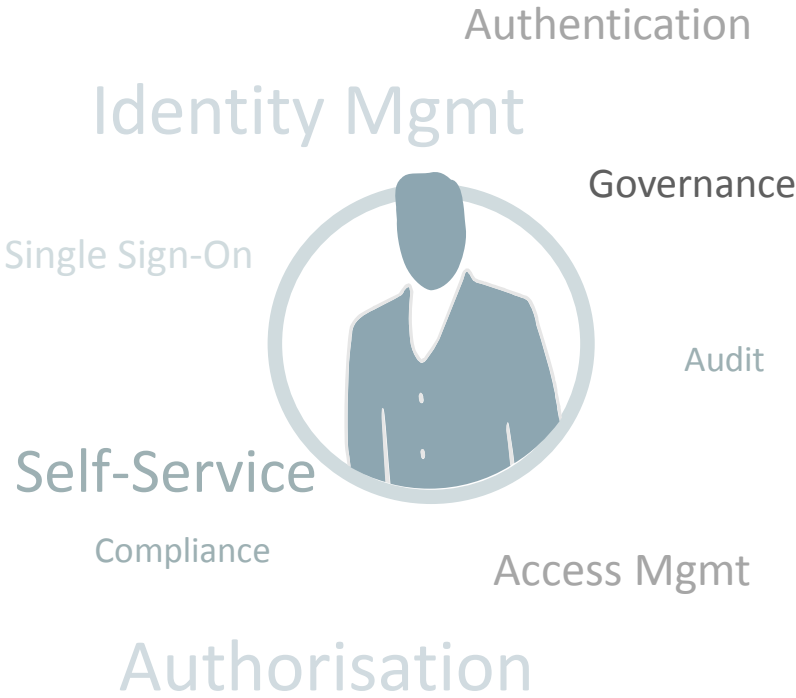 Authentication
Identity Mgmt
Governance
Single Sign-On
Audit
Self-Service
Compliance
Access Mgmt
Authorisation